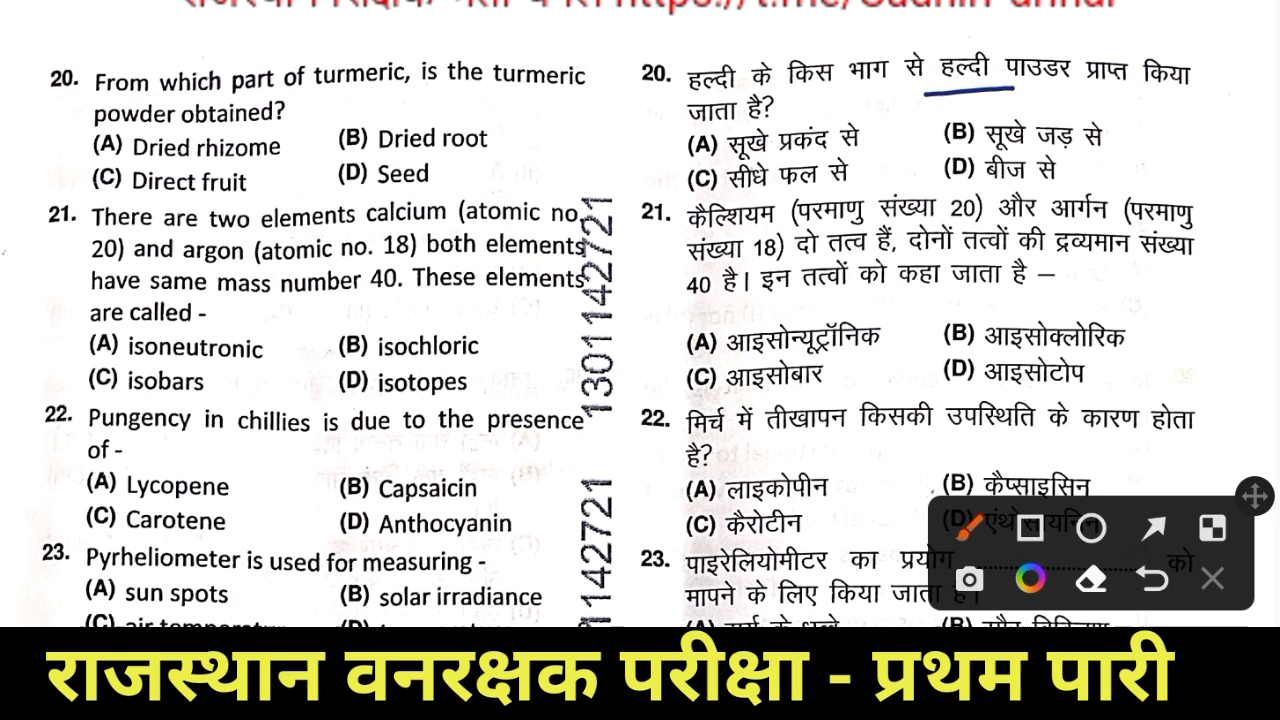 20. From which part of turmeric, is the turmeric
powder obtained?
(A) Dried rhizome (B) Dried root
(C) Direct fruit (D) Seed
21. There are two elements calcium (atomic no.
20) and argon (atomic no. 18) both elements
have same mass number 40. These elements
are called -
(A) isoneutronic (B) isochloric
(C) isobars (D) isotopes
22. Pungency in chillies is due to the presence
of -
(A) Lycopene (B) Capsaicin
(C) Carotene (D) Anthocyanin
23. Pyrheliometer is used for measuring -
(A) sun spots (B) solar irradiance
1301142721
1142721
20. हल्दी के किस भाग से हल्दी पाउडर प्राप्त किया
जाता है?
(A) सूखे प्रकंद से (B) सूखे जड़ से
(C) सीधे फल से (D) बीज से
21. कैल्शियम (परमाणु संख्या 20) और आर्गन (परमाणु
संख्या 18) दो तत्व हैं, दोनों तत्वों की द्रव्यमान संख्या
40 है। इन तत्वों को कहा जाता है –
(A) आइसोन्यूट्रॉनिक (B) आइसोक्लोरिक
(C) आइसोबार (D) आइसोटोप
22. मिर्च में तीखापन किसकी उपस्थिति के कारण होता
है?
(A) लाइकोपीन (B) कैप्साइसिन
(C) कैरोटीन (D)
23. पाइरेलियोमीटर का प्रयोग को
मापने के लिए किया जाता है।
राजस्थान वनरक्षक परीक्षा - प्रथम पारी